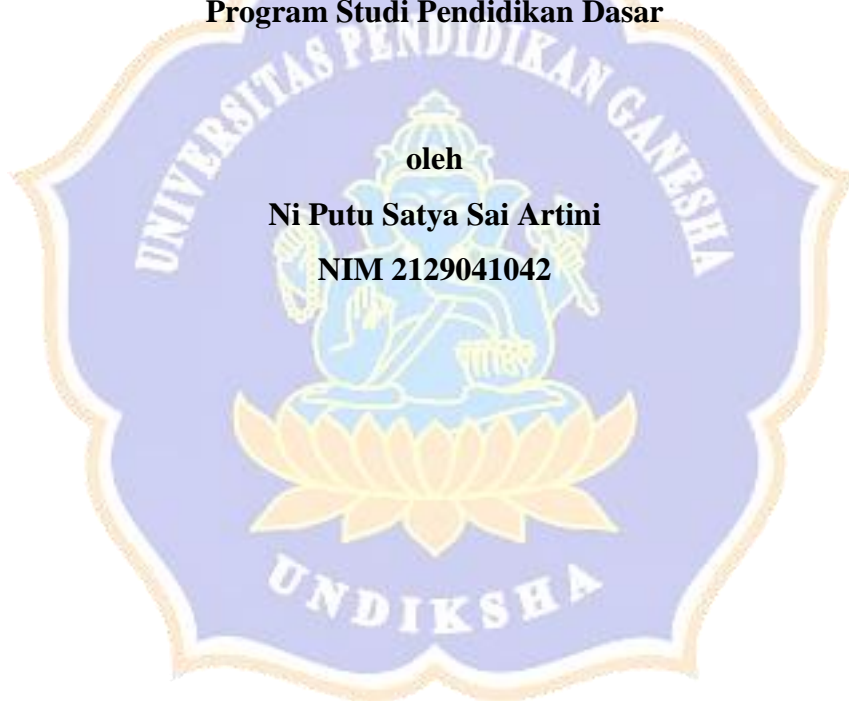 Program Studi Pendidikan Dasar
UNIVERSITAS PENDIDIKAN GANESHA
oleh
Ni Putu Satya Sai Artini
NIM 2129041042
UNDIKSHA